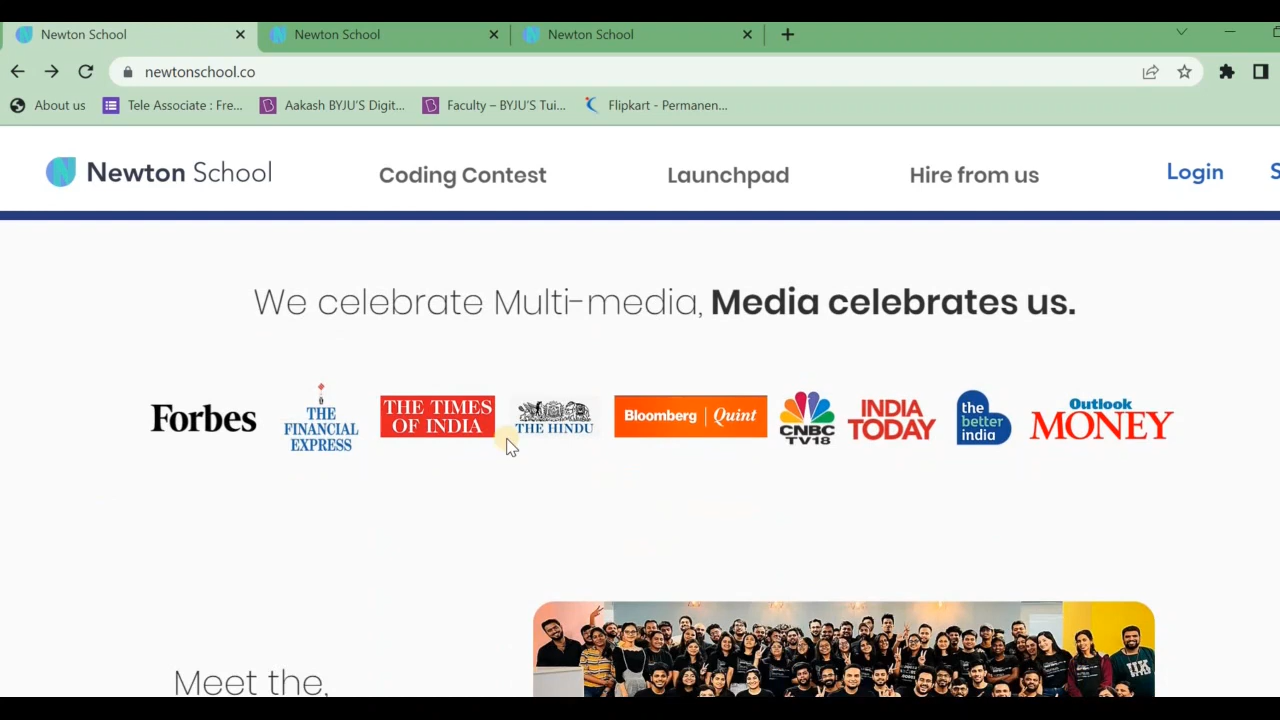 Newton School
Newton School
Newton School
newtonschool.co
About us
Tele Associate : Fre...
Aakash BYJU'S Digit...
Faculty – BYJU'S Tui...
Flipkart - Permanen...
Newton School
Coding Contest
Launchpad
Hire from us
Login
S
We celebrate Multi-media, Media celebrates us.
Forbes
THE
FINANCIAL
EXPRESS
THE TIMES
OF INDIA
THE HINDU
Bloomberg | Quint
CNBC
TV18
INDIA
TODAY
the
better
india
Outlook
MONEY
Meet the,